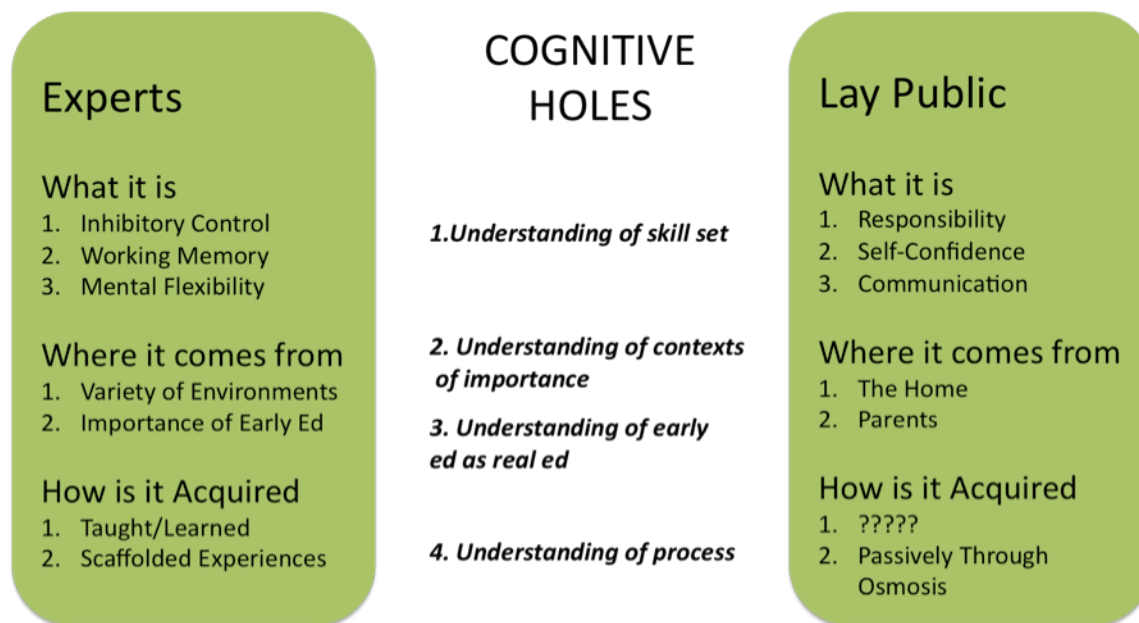 Experts
What it is
1. Inhibitory Control
2. Working Memory
3. Mental Flexibility
Where it comes from
1. Variety of Environments
2. Importance of Early Ed
How is it Acquired
1. Taught/Learned
2. Scaffolded Experiences
COGNITIVE
HOLES
1.Understanding of skill set
2. Understanding of contexts
of importance
3. Understanding of early
ed as real ed
4. Understanding of process
Lay Public
What it is
1. Responsibility
2. Self-Confidence
3. Communication
Where it comes from
1. The Home
2. Parents
How is it Acquired
1. ?????
2. Passively Through
Osmosis